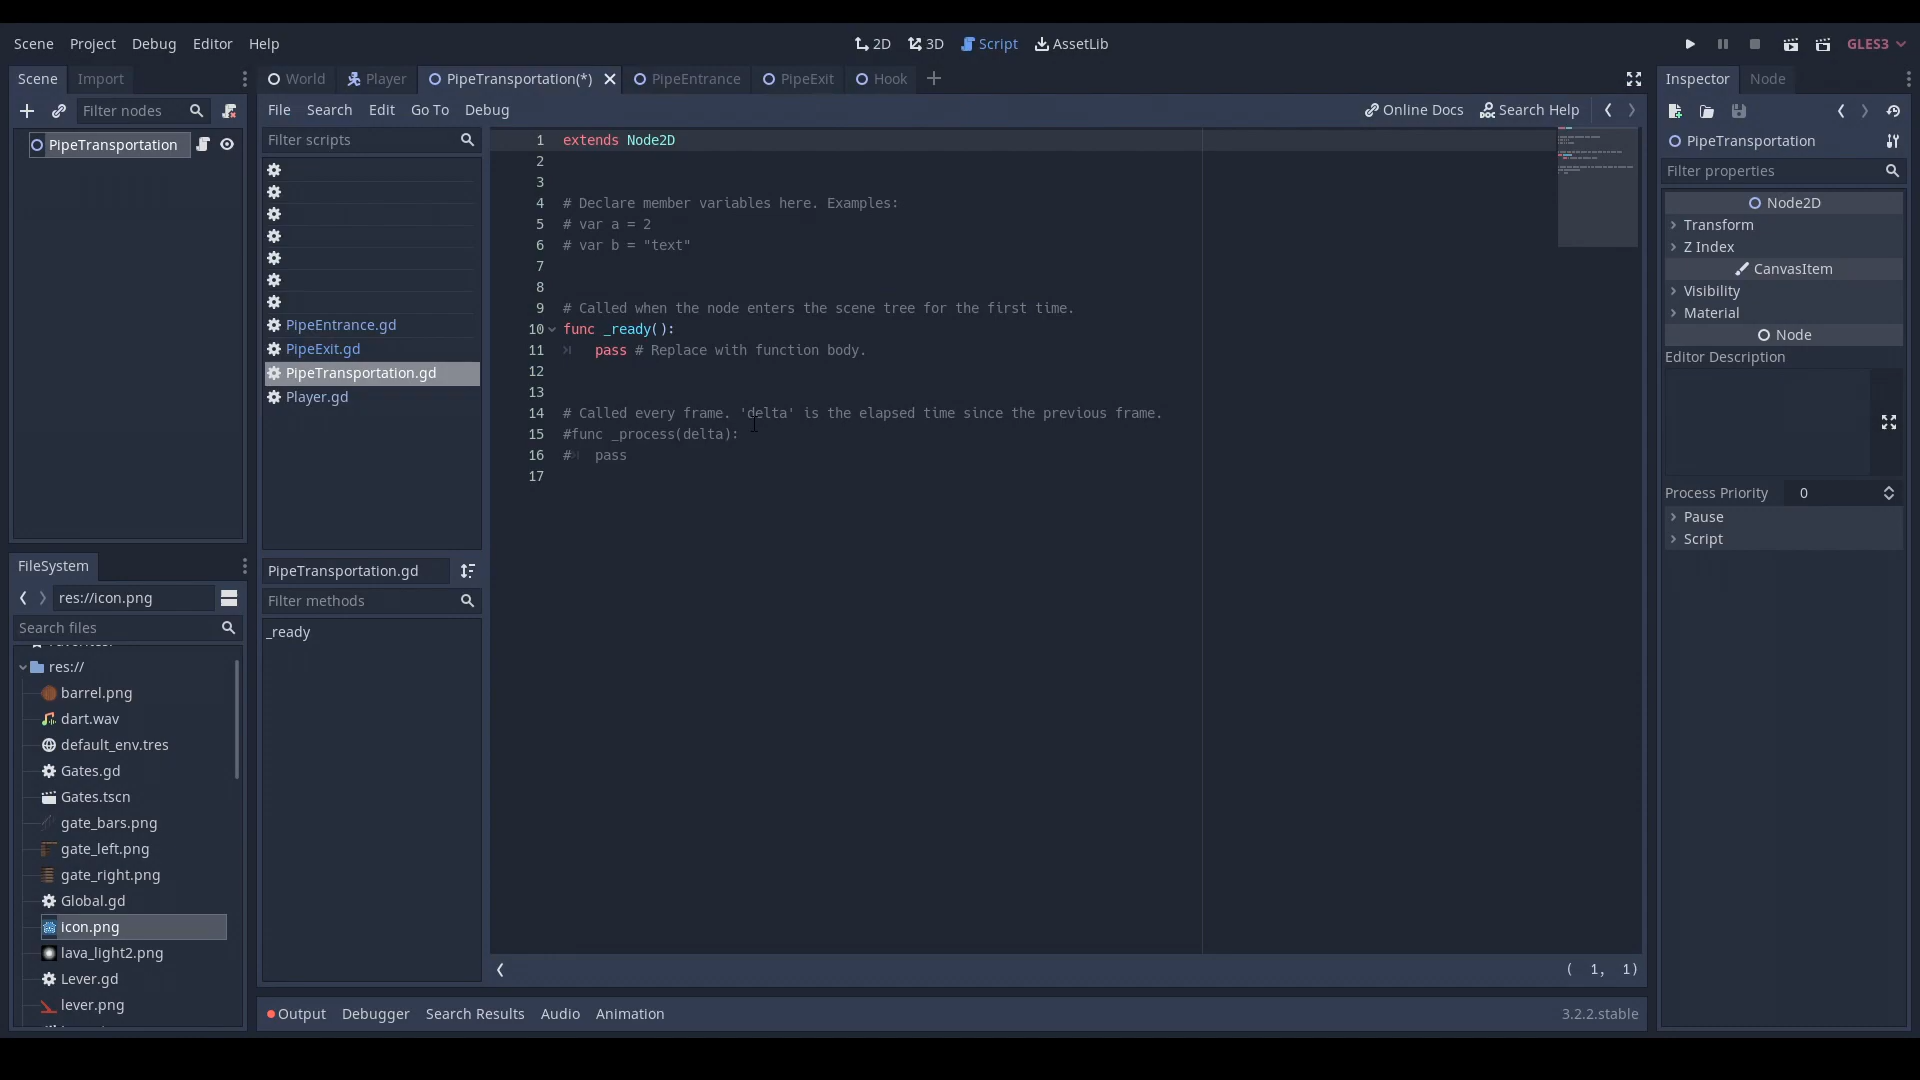 Scene Project Debug Editor Help
2D 3D Script AssetLib
GLES3
Scene Import
World Player PipeTransportation(*) PipeEntrance PipeExit Hook
Inspector Node
Filter nodes
File Search Edit Go To Debug
Online Docs Search Help
PipeTransportation
Filter scripts
PipeEntrance.gd
PipeExit.gd
PipeTransportation.gd
Player.gd
PipeTransportation.gd
Filter methods
_ready
1 extends Node2D
2
3
4 # Declare member variables here. Examples:
5 # var a = 2
6 # var b = "text"
7
8
9 # Called when the node enters the scene tree for the first time.
10 func _ready():
11 pass # Replace with function body.
12
13
14 # Called every frame. 'delta' is the elapsed time since the previous frame.
15 #func _process(delta):
16 # pass
17
( 1, 1)
Output Debugger Search Results Audio Animation
3.2.2.stable
FileSystem
res://icon.png
Search files
res://
barrel.png
dart.wav
default_env.tres
Gates.gd
Gates.tscn
gate_bars.png
gate_left.png
gate_right.png
Global.gd
icon.png
lava_light2.png
Lever.gd
lever.png
PipeTransportation
Filter properties
Node2D
Transform
Z Index
CanvasItem
Visibility
Material
Node
Editor Description
Process Priority 0
Pause
Script